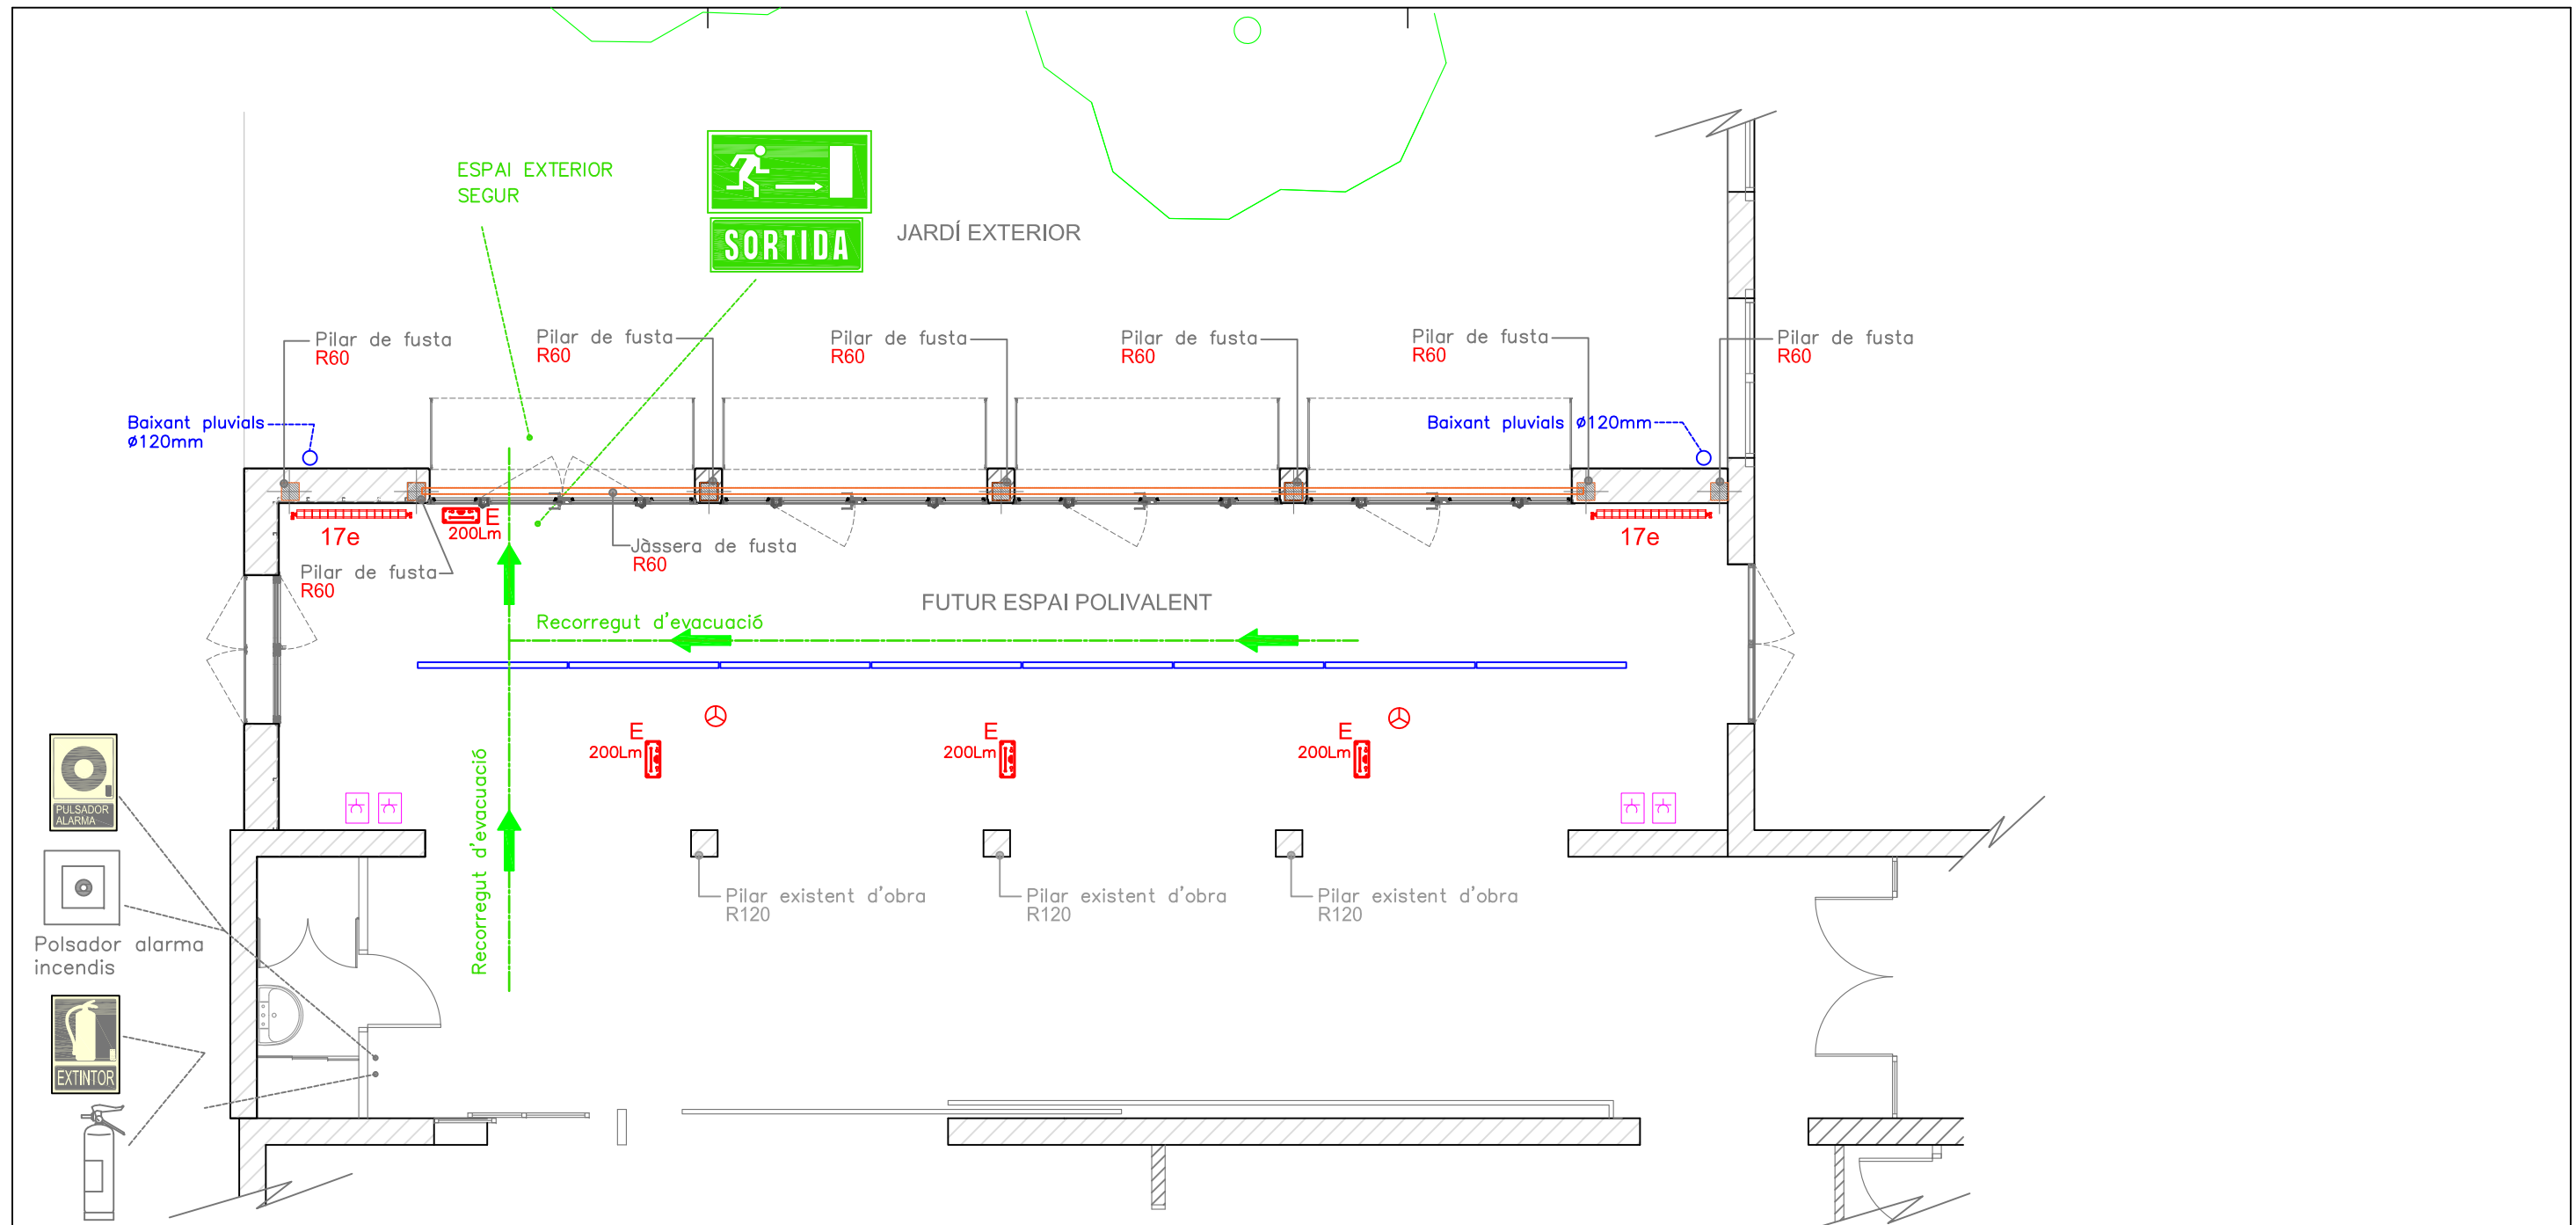 ESPAI EXTERIOR
SEGUR
SORTIDA
JARDÍ EXTERIOR
Pilar de fusta
R60
Pilar de fusta
R60
Pilar de fusta
R60
Pilar de fusta
R60
Pilar de fusta
R60
Pilar de fusta
R60
Baixant pluvials
ø120mm
Baixant pluvials ø120mm
17e
E
200Lm
Jàssera de fusta
R60
17e
Pilar de fusta
R60
FUTUR ESPAI POLIVALENT
Recorregut d'evacuació
E
200Lm
E
200Lm
E
200Lm
Recorregut d'evacuació
PULSADOR
ALARMA
Pilar existent d'obra
R120
Pilar existent d'obra
R120
Pilar existent d'obra
R120
Polsador alarma
incendis
EXTINTOR